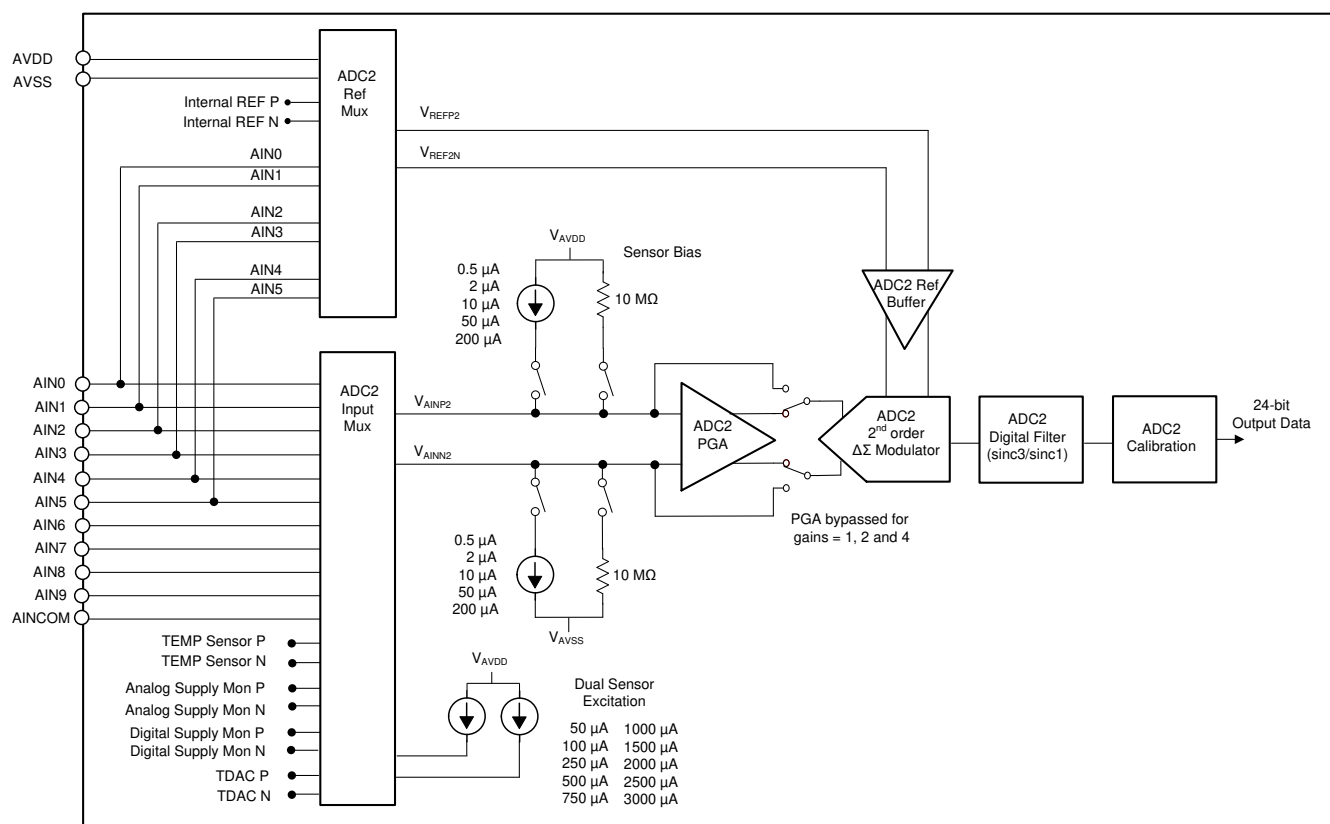 AVDD
AVSS
Internal REF P
Internal REF N
ADC2
Ref
Mux
AIN0
AIN1
AIN2
AIN3
AIN4
AIN5
VREFP2
VREF2N
VAVDD
Sensor Bias
0.5 µA
2 µA
10 µA
50 µA
200 µA
10 MΩ
ADC2 Ref
Buffer
AIN0
AIN1
AIN2
AIN3
AIN4
AIN5
AIN6
AIN7
AIN8
AIN9
AINCOM
ADC2
Input
Mux
VAINP2
VAINN2
ADC2
PGA
ADC2
2nd order
ΔΣ Modulator
ADC2
Digital Filter
(sinc3/sinc1)
ADC2
Calibration
24-bit
Output Data
PGA bypassed for
gains = 1, 2 and 4
0.5 µA
2 µA
10 µA
50 µA
200 µA
10 MΩ
VAVSS
TEMP Sensor P
TEMP Sensor N
Analog Supply Mon P
Analog Supply Mon N
Digital Supply Mon P
Digital Supply Mon N
TDAC P
TDAC N
VAVDD
Dual Sensor
Excitation
50 µA 1000 µA
100 µA 1500 µA
250 µA 2000 µA
500 µA 2500 µA
750 µA 3000 µA